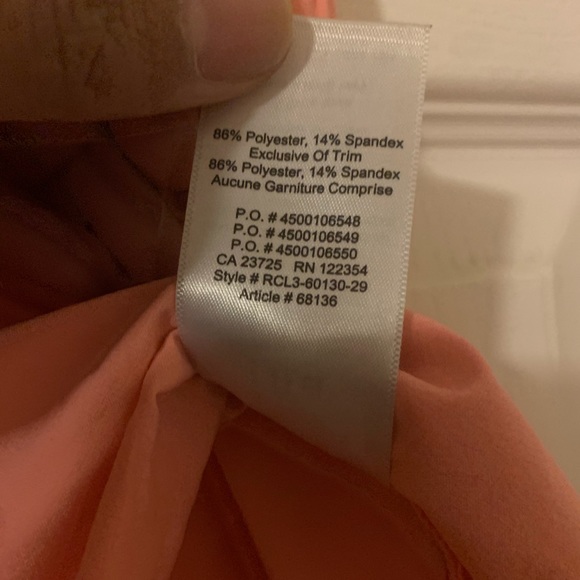 86% Polyester, 14% Spandex
Exclusive Of Trim
86% Polyester, 14% Spandex
Aucune Garniture Comprise
P.O. # 4500106548
P.O. # 4500106549
P.O. # 4500106550
CA 23725 RN 122354
Style # RCL3-60130-29
Article # 68136